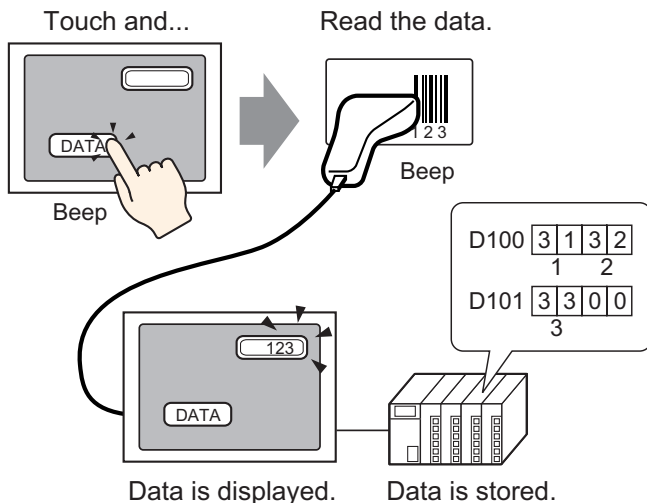 Touch and...
Read the data.
DATA
Beep
1 2 3
Beep
D100 3 1 3 2
1 2
D101 3 3 0 0
3
123
DATA
Data is displayed.
Data is stored.